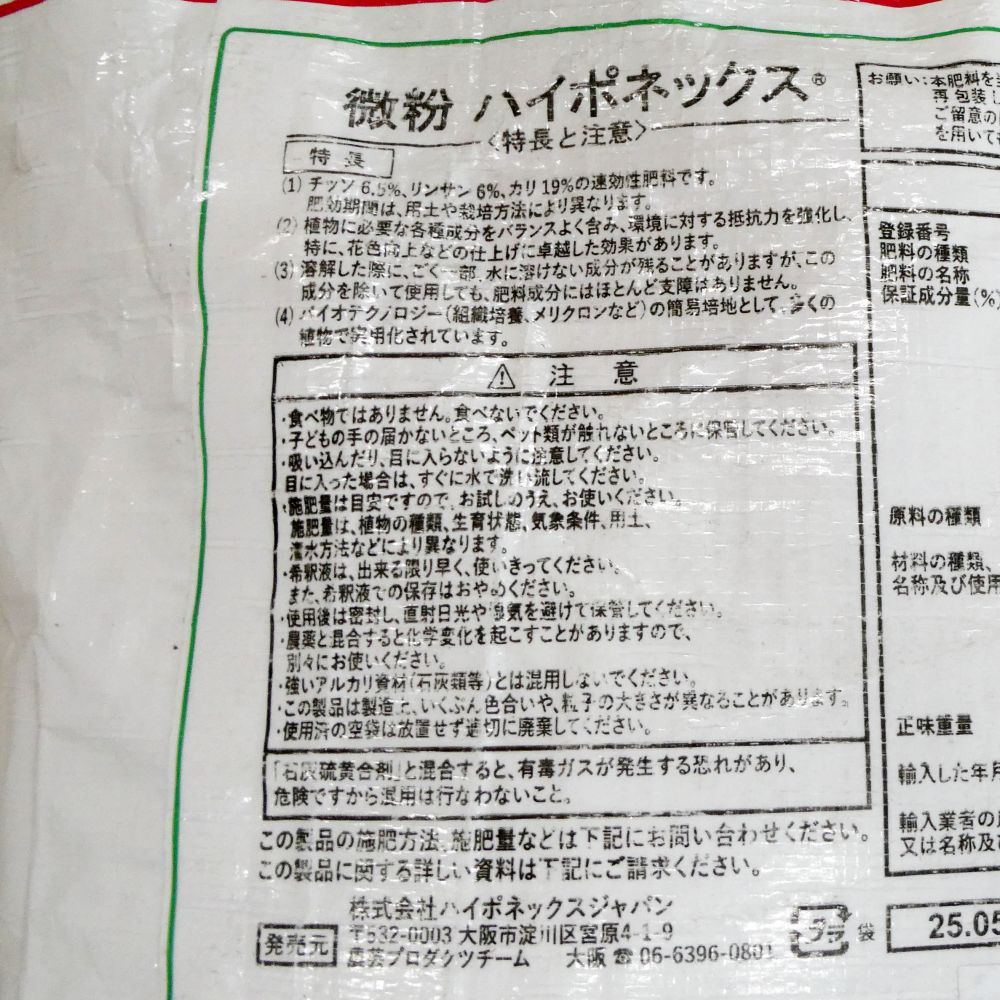 微粉 ハイポネックス®
〈特長と注意〉
特長
(1) チッソ 6.5%、リンサン 6%、カリ 19%の速効性肥料です。
肥効期間は、用土や栽培方法により異なります。
(2) 植物に必要な各種成分をバランスよく含み、環境に対する抵抗力を強化し、
特に、花色向上などの仕上げに卓越した効果があります。
(3) 溶解した際に、ごく一部、水に溶けない成分が残ることがありますが、この
成分を除いて使用しても、肥料成分にはほとんど支障はありません。
(4) バイオテクノロジー(組織培養、メリクロンなど)の簡易培地として、多くの
植物で実用化されています。
⚠ 注意
・食べ物ではありません。食べないでください。
・子どもの手の届かないところ、ペット類が触れないところに保管してください。
・吸い込んだり、目に入らないように注意してください。
目に入った場合は、すぐに水で洗い流してください。
・施肥量は目安ですので、お試しのうえ、お使いください。
施肥量は、植物の種類、生育状態、気象条件、用土、
灌水方法などにより異なります。
・希釈液は、出来る限り早く、使いきってください。
また、希釈液での保存はおやめください。
・使用後は密封し、直射日光や湿気を避けて保管してください。
・農薬と混合すると化学変化を起こすことがありますので、
別々にお使いください。
・強いアルカリ資材(石灰類等)とは混用しないでください。
・この製品は製造上、いくぶん色合いや、粒子の大きさが異なることがあります。
・使用済の空袋は放置せず適切に廃棄してください。
「石灰硫黄合剤」と混合すると、有毒ガスが発生する恐れがあり、
危険ですから混用は行なわないこと。
この製品の施肥方法、施肥量などは下記にお問い合わせください。
この製品に関する詳しい資料は下記にご請求ください。
発売元
株式会社ハイポネックスジャパン
〒532-0003 大阪市淀川区宮原4-1-9
農芸プロダクツチーム 大阪 ☎ 06-6396-0801
プラ 袋
お願い:本肥料を
再包装し
ご留意の
を用いても
登録番号
肥料の種類
肥料の名称
保証成分量(%)
原料の種類
材料の種類、
名称及び使用
正味重量
輸入した年月
輸入業者の
又は名称及び
25.05